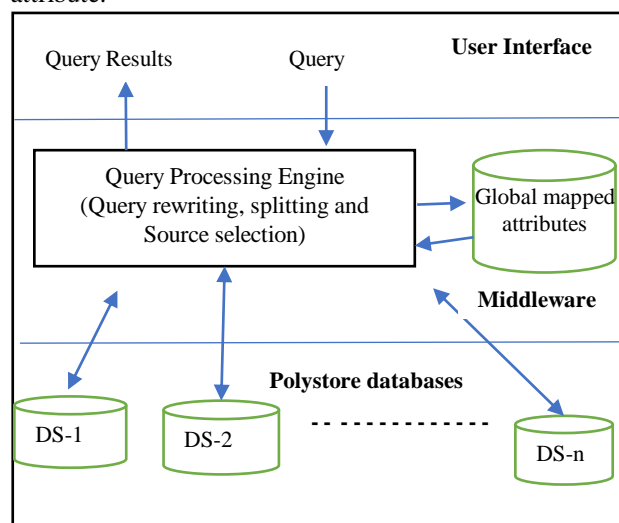 attribute.
User Interface
Query Results
Query
Query Processing Engine
(Query rewriting, splitting and
Source selection)
Global mapped
attributes
Middleware
Polystore databases
DS-1
DS-2
DS-n